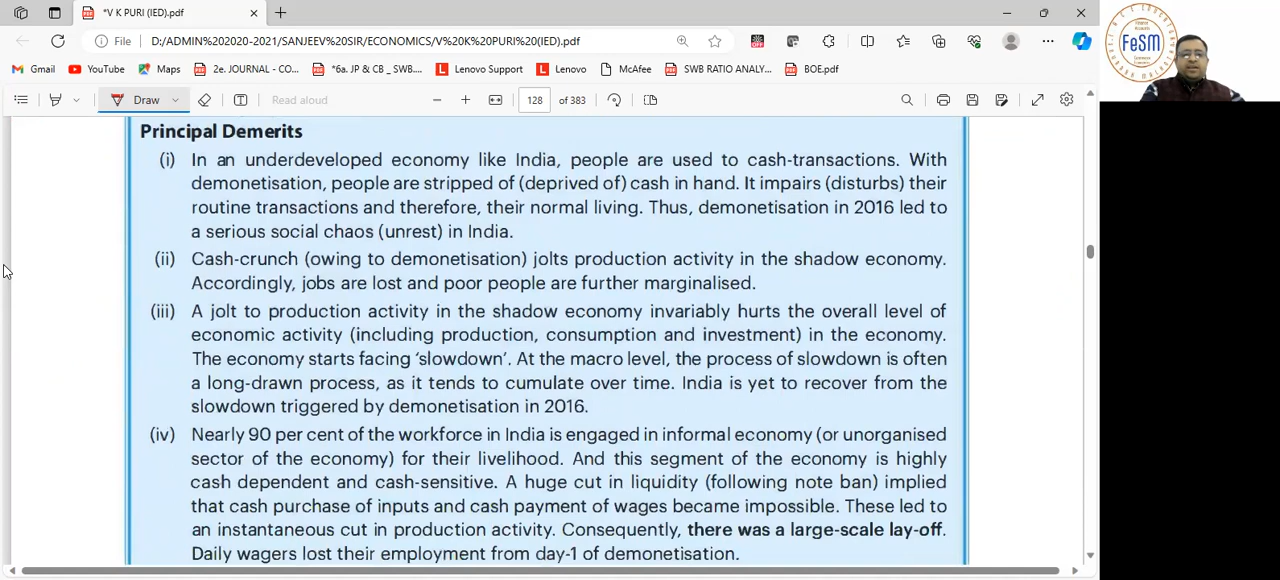 *V K PURI (IED).pdf
File D:/ADMIN%202020-2021/SANJEEV%20SIR/ECONOMICS/V%20K%20PURI%20(IED).pdf
Gmail YouTube Maps 2e. JOURNAL - CO... *6a. JP & CB _ SWB... Lenovo Support Lenovo McAfee SWB RATIO ANALY... BOE.pdf
Draw Read aloud 128 of 383
FeSM
Principal Demerits
(i) In an underdeveloped economy like India, people are used to cash-transactions. With
demonetisation, people are stripped of (deprived of) cash in hand. It impairs (disturbs) their
routine transactions and therefore, their normal living. Thus, demonetisation in 2016 led to
a serious social chaos (unrest) in India.
(ii) Cash-crunch (owing to demonetisation) jolts production activity in the shadow economy.
Accordingly, jobs are lost and poor people are further marginalised.
(iii) A jolt to production activity in the shadow economy invariably hurts the overall level of
economic activity (including production, consumption and investment) in the economy.
The economy starts facing ‘slowdown’. At the macro level, the process of slowdown is often
a long-drawn process, as it tends to cumulate over time. India is yet to recover from the
slowdown triggered by demonetisation in 2016.
(iv) Nearly 90 per cent of the workforce in India is engaged in informal economy (or unorganised
sector of the economy) for their livelihood. And this segment of the economy is highly
cash dependent and cash-sensitive. A huge cut in liquidity (following note ban) implied
that cash purchase of inputs and cash payment of wages became impossible. These led to
an instantaneous cut in production activity. Consequently, there was a large-scale lay-off.
Daily wagers lost their employment from day-1 of demonetisation.